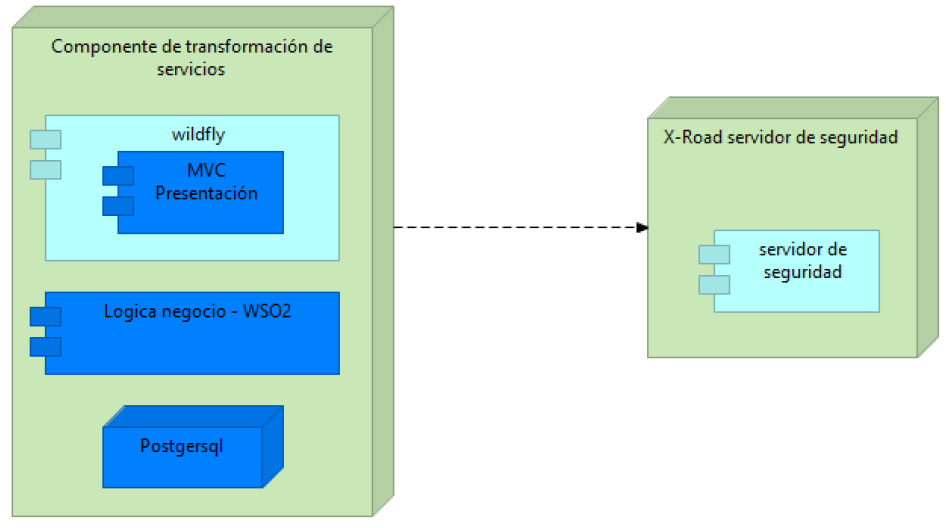 Componente de transformación de
servicios
wildfly
MVC
Presentación
Logica negocio - WSO2
Postgersql
X-Road servidor de seguridad
servidor de
seguridad